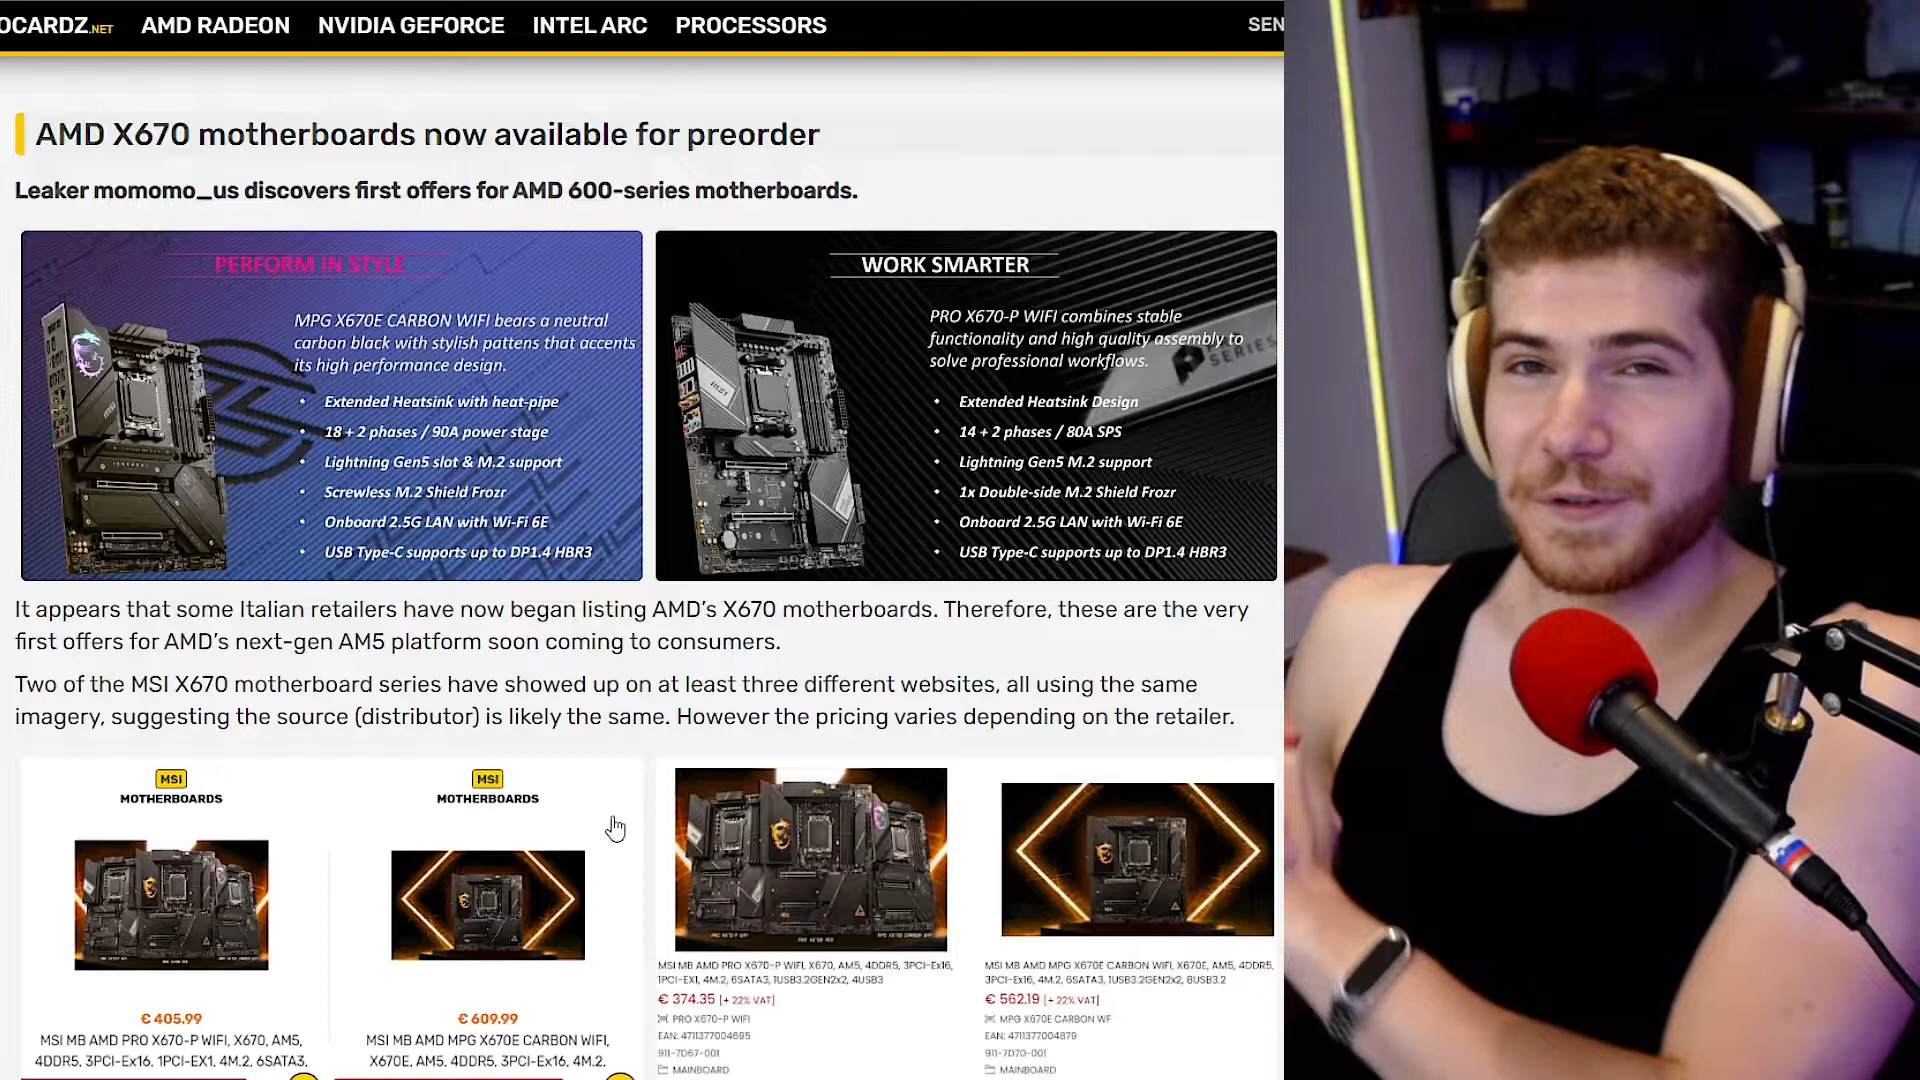 OCARDZ.NET AMD RADEON NVIDIA GEFORCE INTEL ARC PROCESSORS SEN
AMD X670 motherboards now available for preorder
Leaker momomo_us discovers first offers for AMD 600-series motherboards.
PERFORM IN STYLE
MPG X670E CARBON WIFI bears a neutral
carbon black with stylish pattens that accents
its high performance design.
• Extended Heatsink with heat-pipe
• 18 + 2 phases / 90A power stage
• Lightning Gen5 slot & M.2 support
• Screwless M.2 Shield Frozr
• Onboard 2.5G LAN with Wi-Fi 6E
• USB Type-C supports up to DP1.4 HBR3
WORK SMARTER
PRO X670-P WIFI combines stable
functionality and high quality assembly to
solve professional workflows.
SERIES
• Extended Heatsink Design
• 14 + 2 phases / 80A SPS
• Lightning Gen5 M.2 support
• 1x Double-side M.2 Shield Frozr
• Onboard 2.5G LAN with Wi-Fi 6E
• USB Type-C supports up to DP1.4 HBR3
It appears that some Italian retailers have now began listing AMD's X670 motherboards. Therefore, these are the very
first offers for AMD's next-gen AM5 platform soon coming to consumers.
Two of the MSI X670 motherboard series have showed up on at least three different websites, all using the same
imagery, suggesting the source (distributor) is likely the same. However the pricing varies depending on the retailer.
MSI
MOTHERBOARDS
€ 405.99
MSI MB AMD PRO X670-P WIFI, X670, AM5,
4DDR5, 3PCI-Ex16, 1PCI-EX1, 4M.2, 6SATA3,
MSI
MOTHERBOARDS
€ 609.99
MSI MB AMD MPG X670E CARBON WIFI,
X670E, AM5, 4DDR5, 3PCI-Ex16, 4M.2,
MSI MB AMD PRO X670-P WIFI, X670, AM5, 4DDR5, 3PCI-Ex16,
1PCI-EX1, 4M.2, 6SATA3, 1USB3.2GEN2x2, 4USB3
€ 374.35 [+ 22% VAT]
PRO X670-P WIFI
EAN: 4711377004695
911-7D67-001
MAINBOARD
MSI MB AMD MPG X670E CARBON WIFI, X670E, AM5, 4DDR5,
3PCI-Ex16, 4M.2, 6SATA3, 1USB3.2GEN2x2, 8USB3.2
€ 562.19 [+ 22% VAT]
MPG X670E CARBON WF
EAN: 4711377004879
911-7D70-001
MAINBOARD